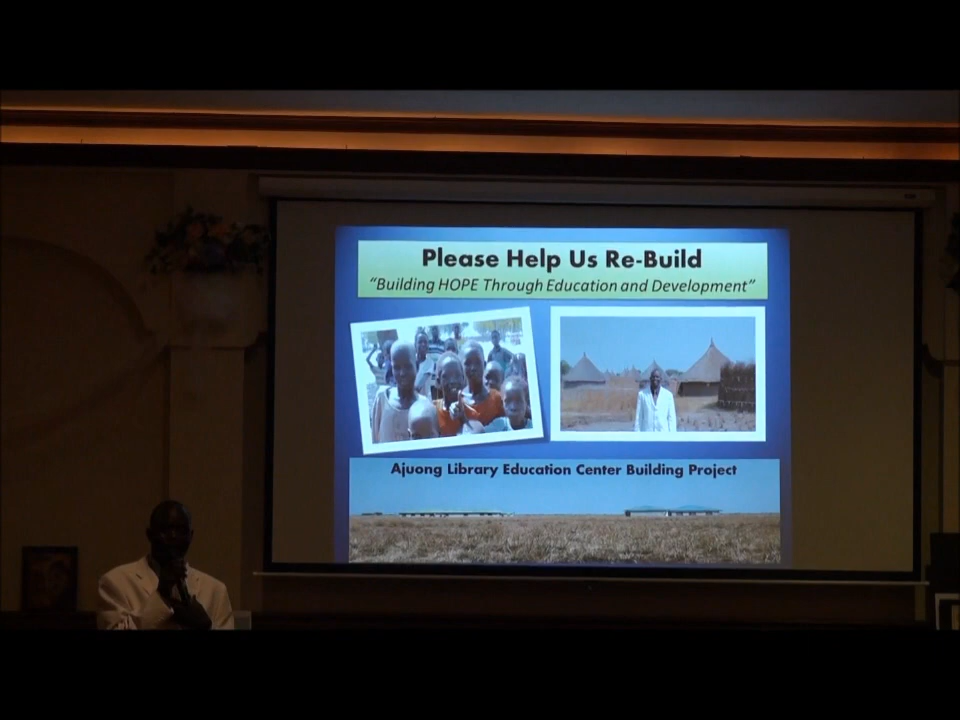 Please Help Us Re-Build
“Building HOPE Through Education and Development”
Ajuong Library Education Center Building Project